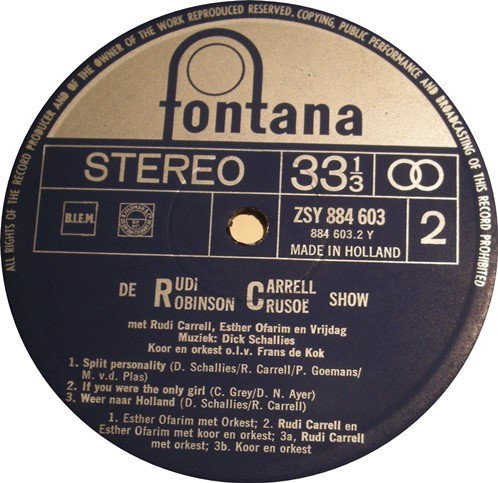 ALL RIGHTS OF THE RECORD PRODUCER AND OF THE OWNER OF THE WORK REPRODUCED RESERVED. COPYING, PUBLIC PERFORMANCE AND BROADCASTING OF THIS RECORD PROHIBITED
fontana
STEREO 33 1/3
B.I.E.M.
ZSY 884 603
884 603.2 Y
MADE IN HOLLAND
2
DE RUDI CARRELL SHOW
ROBINSON CRUSOË
met Rudi Carrell, Esther Ofarim en Vrijdag
Muziek: Dick Schallies
Koor en orkest o.l.v. Frans de Kok
1. Split personality (D. Schallies/R. Carrell/P. Goemans/
M. v.d. Plas)
2. If you were the only girl (C. Grey/D. N. Ayer)
3. Weer naar Holland (D. Schallies/R. Carrell)
1. Esther Ofarim met Orkest; 2. Rudi Carrell en
Esther Ofarim met koor en orkest; 3a, Rudi Carrell
met orkest; 3b. Koor en orkest